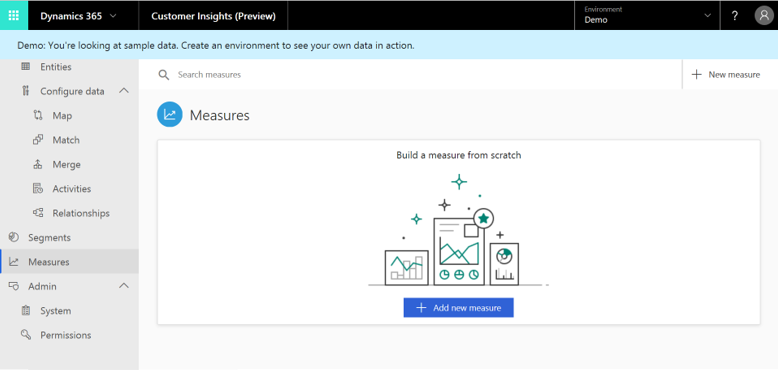 Dynamics 365
Customer Insights (Preview)
Environment
Demo
?
Demo: You're looking at sample data. Create an environment to see your own data in action.
Entities
Configure data
Map
Match
Merge
Activities
Relationships
Segments
Measures
Admin
System
Permissions
Search measures
New measure
Measures
Build a measure from scratch
Add new measure